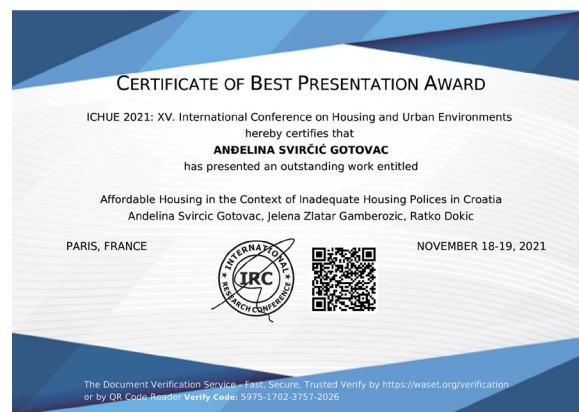 CERTIFICATE OF BEST PRESENTATION AWARD
ICHUE 2021: XV. International Conference on Housing and Urban Environments
hereby certifies that
ANĐELINA SVIRČIĆ GOTOVAC
has presented an outstanding work entitled
Affordable Housing in the Context of Inadequate Housing Polices in Croatia
Andelina Svircic Gotovac, Jelena Zlatar Gamberozic, Ratko Dokic
PARIS, FRANCE
INTERNATIONAL
IRC
RESEARCH CONFERENCE
NOVEMBER 18-19, 2021
The Document Verification Service - Fast, Secure, Trusted Verify by https://waset.org/verification
or by QR Code Reader Verify Code: 5975-1702-3757-2026